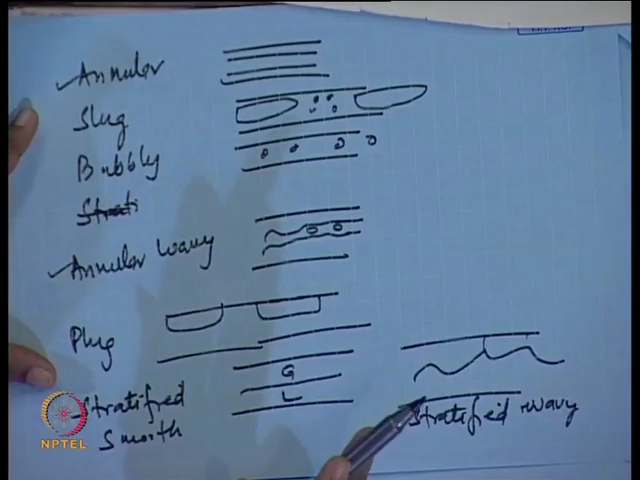 Annular
Slug
Bubbly
Strati
Annular wavy
Plug
G
L
Stratified
Smooth
Stratified wavy
NPTEL